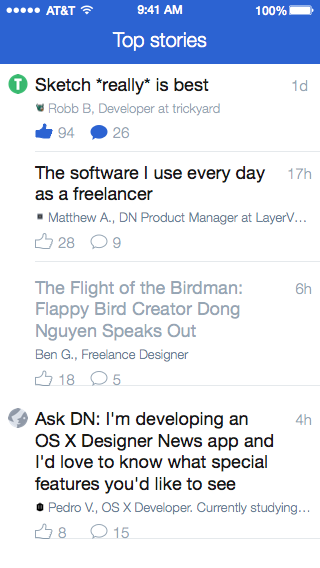 AT&T 9:41 AM 100%
Top stories
T
Sketch *really* is best 1d
Robb B, Developer at trickyard
94 26
The software I use every day 17h
as a freelancer
Matthew A., DN Product Manager at LayerV...
28 9
The Flight of the Birdman: 6h
Flappy Bird Creator Dong
Nguyen Speaks Out
Ben G., Freelance Designer
18 5
Ask DN: I'm developing an 4h
OS X Designer News app and
I'd love to know what special
features you'd like to see
Pedro V., OS X Developer. Currently studying...
8 15